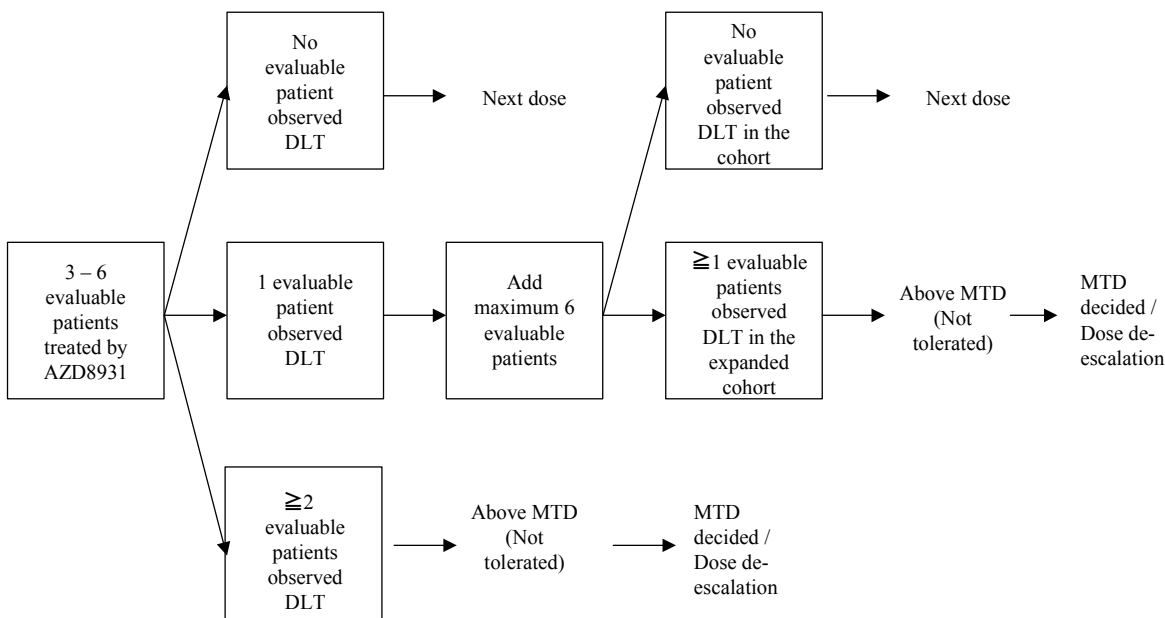 No
evaluable
patient
observed
DLT
Next dose
No
evaluable
patient
observed
DLT in the
cohort
Next dose
3 – 6
evaluable
patients
treated by
AZD8931
1 evaluable
patient
observed
DLT
Add
maximum 6
evaluable
patients
≧1 evaluable
patients
observed
DLT in the
expanded
cohort
Above MTD
(Not
tolerated)
MTD
decided /
Dose de-
escalation
≧2
evaluable
patients
observed
DLT
Above MTD
(Not
tolerated)
MTD
decided /
Dose de-
escalation